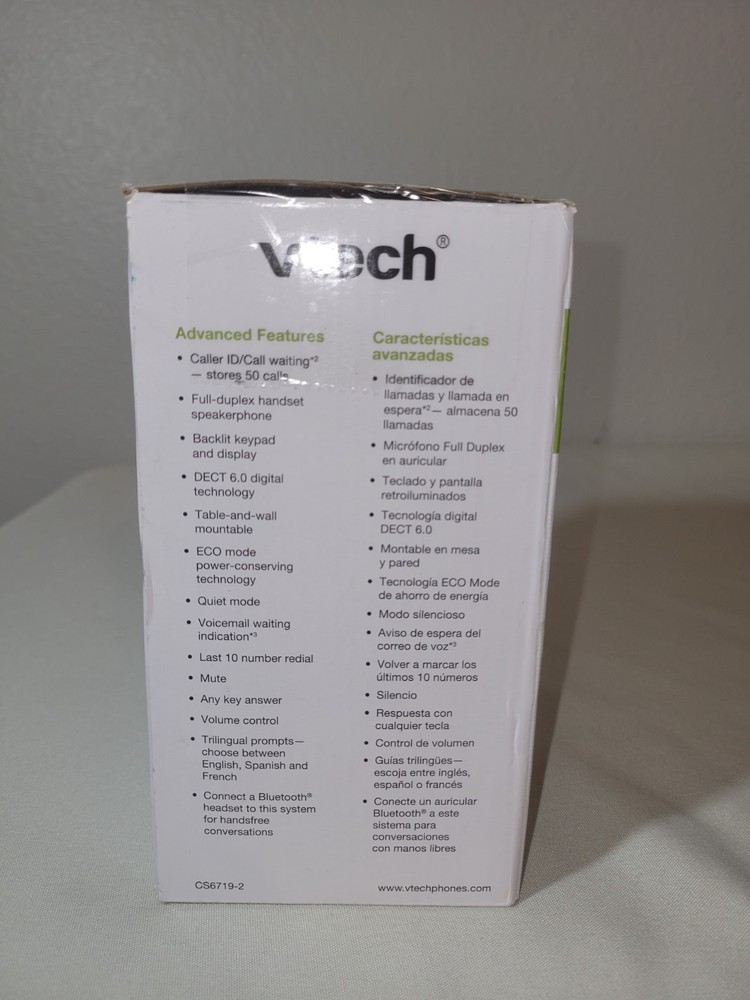 vtech®
Advanced Features
• Caller ID/Call waiting*2
— stores 50 calls
• Full-duplex handset
speakerphone
• Backlit keypad
and display
• DECT 6.0 digital
technology
• Table-and-wall
mountable
• ECO mode
power-conserving
technology
• Quiet mode
• Voicemail waiting
indication*3
• Last 10 number redial
• Mute
• Any key answer
• Volume control
• Trilingual prompts—
choose between
English, Spanish and
French
• Connect a Bluetooth®
headset to this system
for handsfree
conversations
Características
avanzadas
• Identificador de
llamadas y llamada en
espera*2— almacena 50
llamadas
• Micrófono Full Duplex
en auricular
• Teclado y pantalla
retroiluminados
• Tecnología digital
DECT 6.0
• Montable en mesa
y pared
• Tecnología ECO Mode
de ahorro de energía
• Modo silencioso
• Aviso de espera del
correo de voz*3
• Volver a marcar los
últimos 10 números
• Silencio
• Respuesta con
cualquier tecla
• Control de volumen
• Guías trilingües—
escoja entre inglés,
español o francés
• Conecte un auricular
Bluetooth® a este
sistema para
conversaciones
con manos libres
CS6719-2
www.vtechphones.com